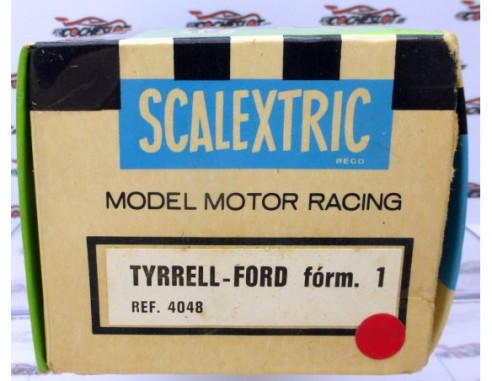 SCALEXTRIC
REGD
MODEL MOTOR RACING
TYRRELL-FORD fórm. 1
REF. 4048